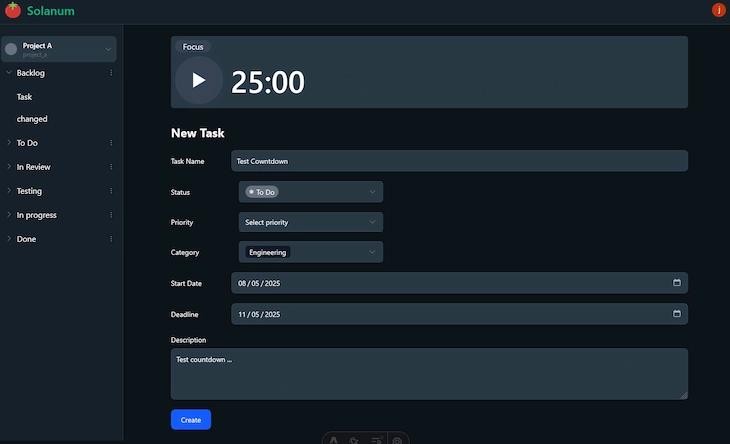 Solanum
j
Project A
project_a
Backlog
Task
changed
To Do
In Review
Testing
In progress
Done
Focus
25:00
New Task
Task Name
Test Cowntdown
Status
To Do
Priority
Select priority
Category
Engineering
Start Date
08 / 05 / 2025
Deadline
11 / 05 / 2025
Description
Test countdown ...
Create